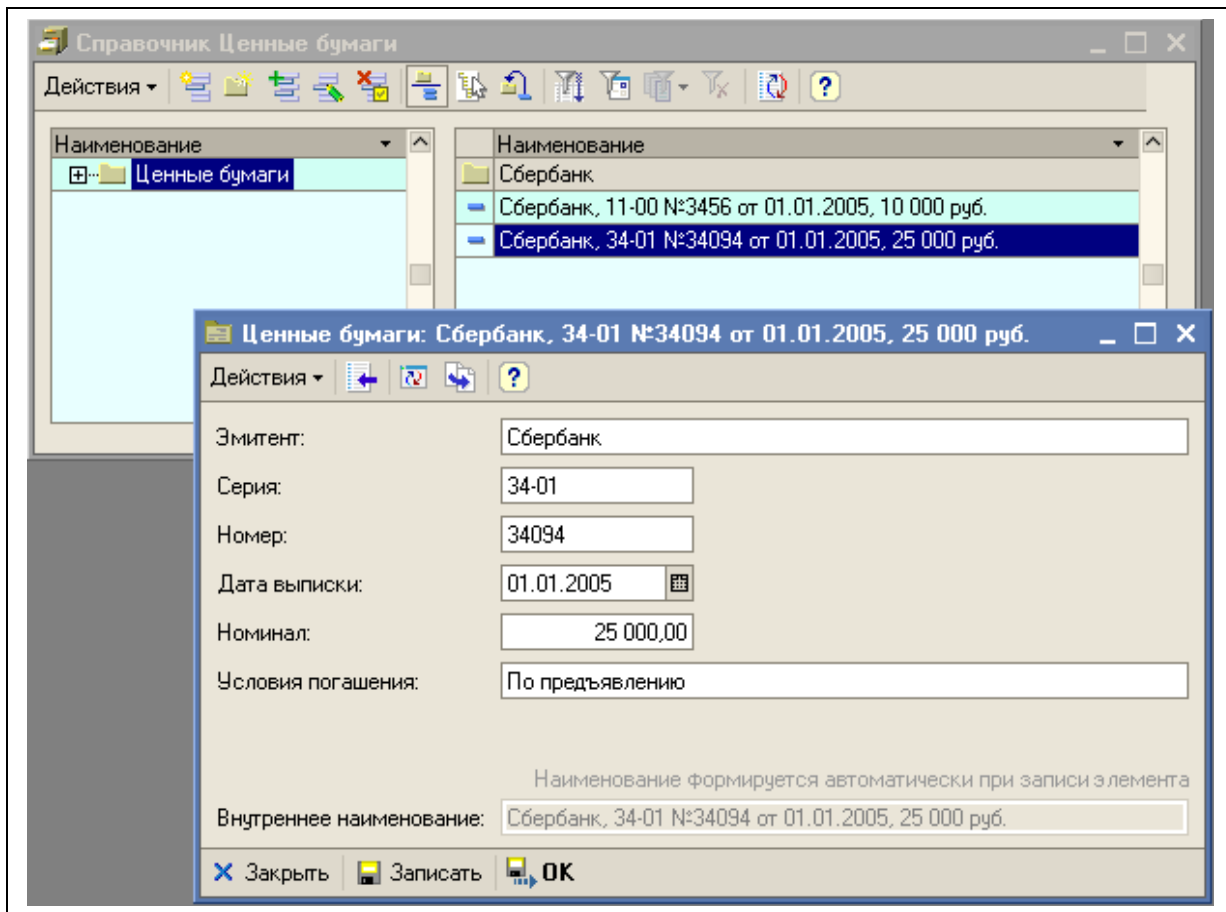 Справочник Ценные бумаги
Действия
Наименование
Наименование
Ценные бумаги
Сбербанк
Сбербанк, 11-00 №3456 от 01.01.2005, 10 000 руб.
Сбербанк, 34-01 №34094 от 01.01.2005, 25 000 руб.
Ценные бумаги: Сбербанк, 34-01 №34094 от 01.01.2005, 25 000 руб.
Действия
Эмитент: Сбербанк
Серия: 34-01
Номер: 34094
Дата выписки: 01.01.2005
Номинал: 25 000,00
Условия погашения: По предъявлению
Наименование формируется автоматически при записи элемента
Внутреннее наименование: Сбербанк, 34-01 №34094 от 01.01.2005, 25 000 руб.
Закрыть Записать OK